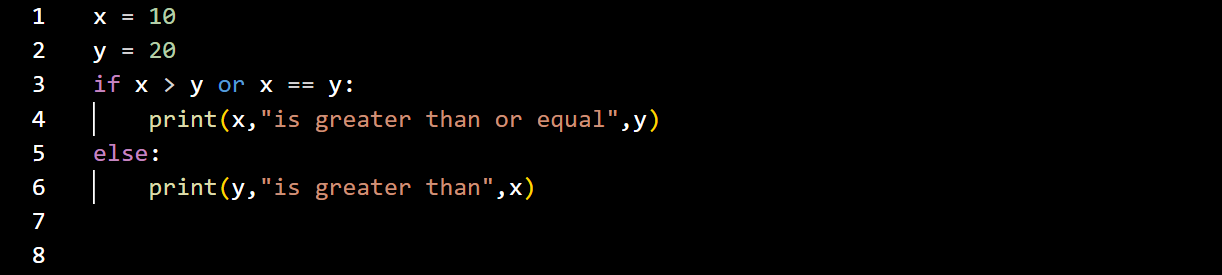 1 x = 10
2 y = 20
3 if x > y or x == y:
4     print(x,"is greater than or equal",y)
5 else:
6     print(y,"is greater than",x)
7
8